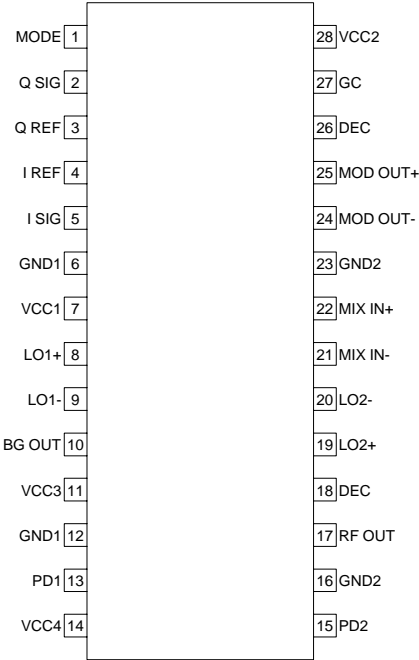 MODE 1 28 VCC2
Q SIG 2 27 GC
Q REF 3 26 DEC
I REF 4 25 MOD OUT+
I SIG 5 24 MOD OUT-
GND1 6 23 GND2
VCC1 7 22 MIX IN+
LO1+ 8 21 MIX IN-
LO1- 9 20 LO2-
BG OUT 10 19 LO2+
VCC3 11 18 DEC
GND1 12 17 RF OUT
PD1 13 16 GND2
VCC4 14 15 PD2